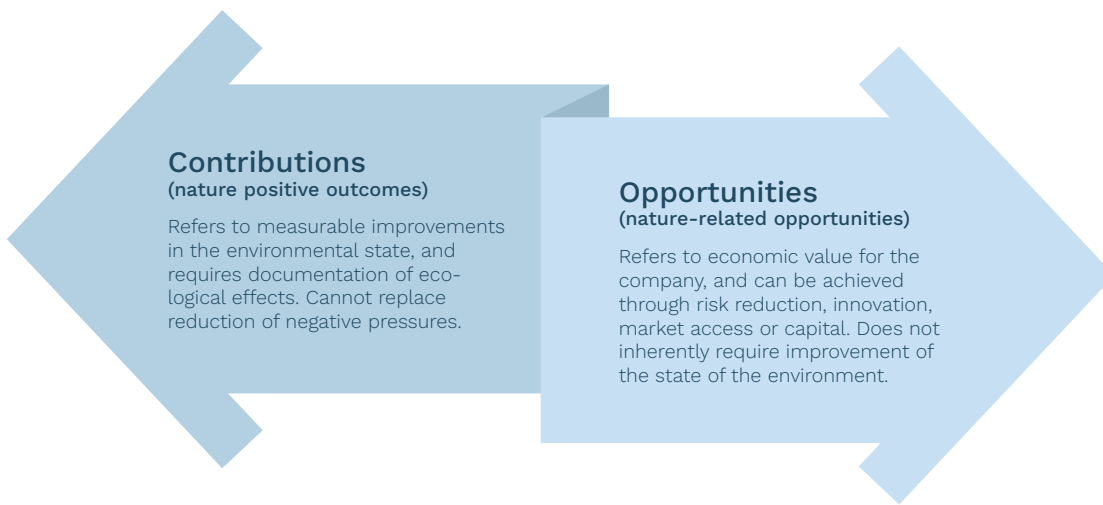 Contributions
(nature positive outcomes)
Refers to measurable improvements
in the environmental state, and
requires documentation of eco-
logical effects. Cannot replace
reduction of negative pressures.
Opportunities
(nature-related opportunities)
Refers to economic value for the
company, and can be achieved
through risk reduction, innovation,
market access or capital. Does not
inherently require improvement of
the state of the environment.